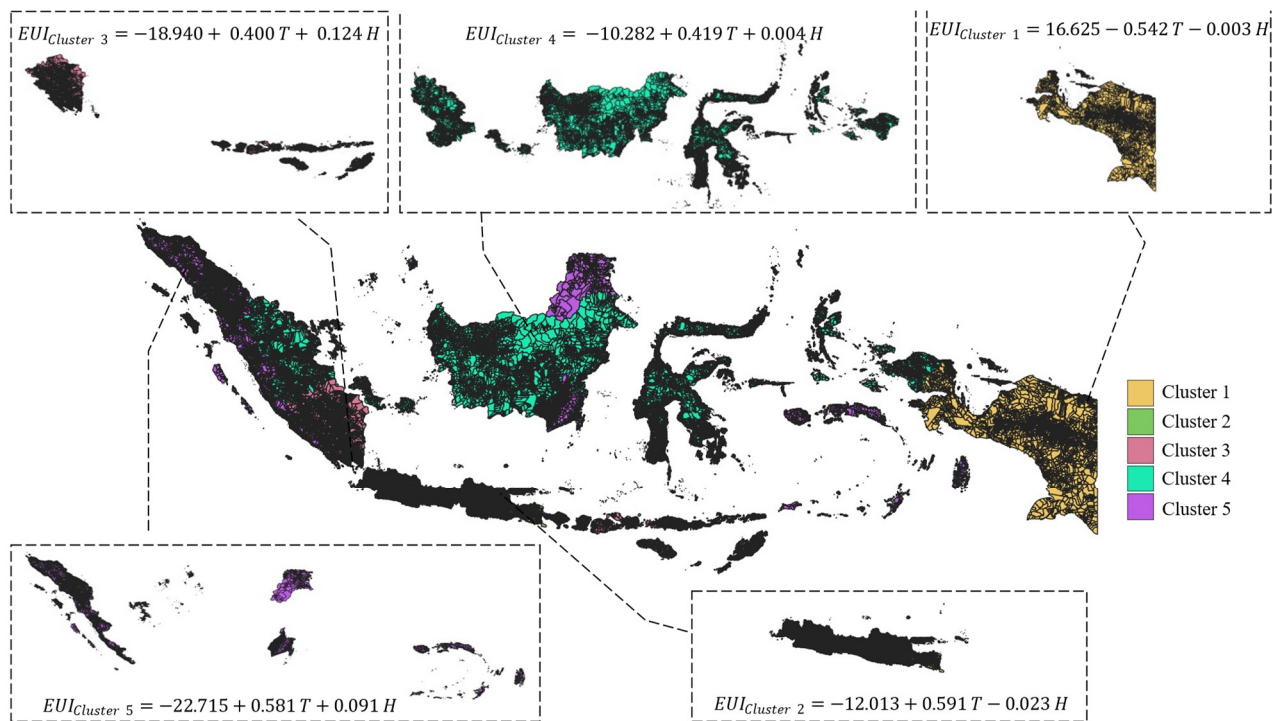 EUI_Cluster 3 = −18.940 + 0.400 T + 0.124 H
EUI_Cluster 4 = −10.282 + 0.419 T + 0.004 H
EUI_Cluster 1 = 16.625 − 0.542 T − 0.003 H
Cluster 1
Cluster 2
Cluster 3
Cluster 4
Cluster 5
EUI_Cluster 5 = −22.715 + 0.581 T + 0.091 H
EUI_Cluster 2 = −12.013 + 0.591 T − 0.023 H